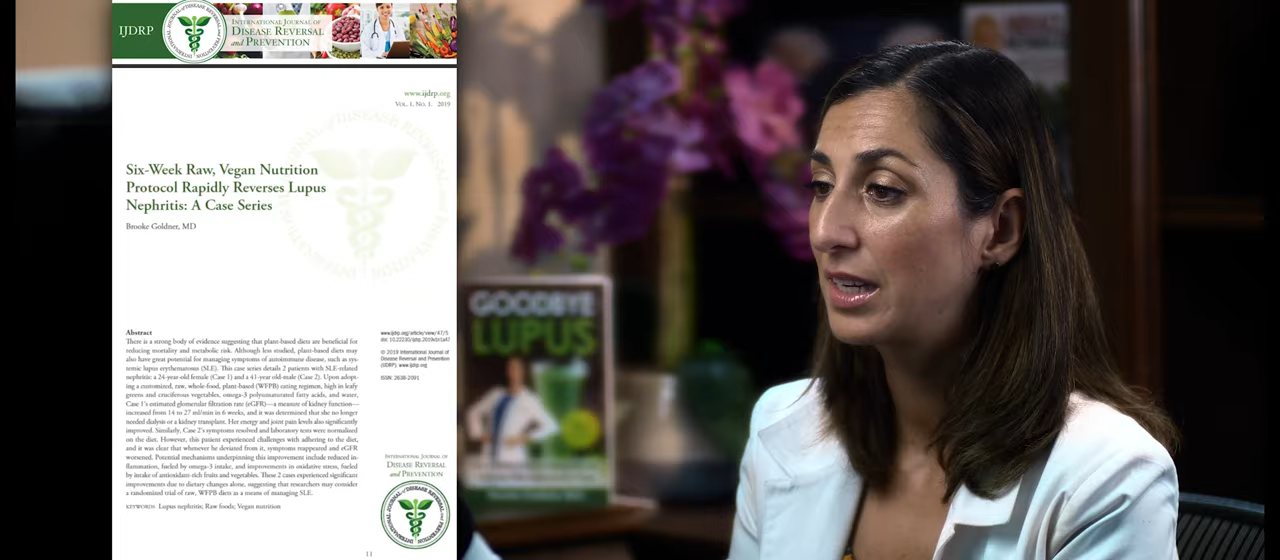 IJDRP
INTERNATIONAL JOURNAL OF
DISEASE REVERSAL
and PREVENTION
www.ijdrp.org
VOL. 1, NO. 1. 2019
Six-Week Raw, Vegan Nutrition
Protocol Rapidly Reverses Lupus
Nephritis: A Case Series
Brooke Goldner, MD
Abstract
There is a strong body of evidence suggesting that plant-based diets are beneficial for
reducing mortality and metabolic risk. Although less studied, plant-based diets may
also have great potential for managing symptoms of autoimmune disease, such as sys-
temic lupus erythematosus (SLE). This case series details 2 patients with SLE-related
nephritis: a 24-year-old female (Case 1) and a 41-year old-male (Case 2). Upon adopt-
ing a customized, raw, whole-food, plant-based (WFPB) eating regimen, high in leafy
greens and cruciferous vegetables, omega-3 polyunsaturated fatty acids, and water,
Case 1's estimated glomerular filtration rate (eGFR)—a measure of kidney function—
increased from 14 to 27 ml/min in 6 weeks, and it was determined that she no longer
needed dialysis or a kidney transplant. Her energy and joint pain levels also significantly
improved. Similarly, Case 2's symptoms resolved and laboratory tests were normalized
on the diet. However, this patient experienced challenges with adhering to the diet,
and it was clear that whenever he deviated from it, symptoms reappeared and eGFR
worsened. Potential mechanisms underpinning this improvement include reduced in-
flammation, fueled by omega-3 intake, and improvements in oxidative stress, fueled
by intake of antioxidant-rich fruits and vegetables. These 2 cases experienced significant
improvements due to dietary changes alone, suggesting that researchers may consider
a randomized trial of raw, WFPB diets as a means of managing SLE.
KEYWORDS Lupus nephritis; Raw foods; Vegan nutrition
© 2019 International Journal of
Disease Reversal and Prevention
(IJDRP). www.ijdrp.org
ISSN: 2638-2091
INTERNATIONAL JOURNAL OF
DISEASE REVERSAL
AND PREVENTION
11
GOODBYE
LUPUS